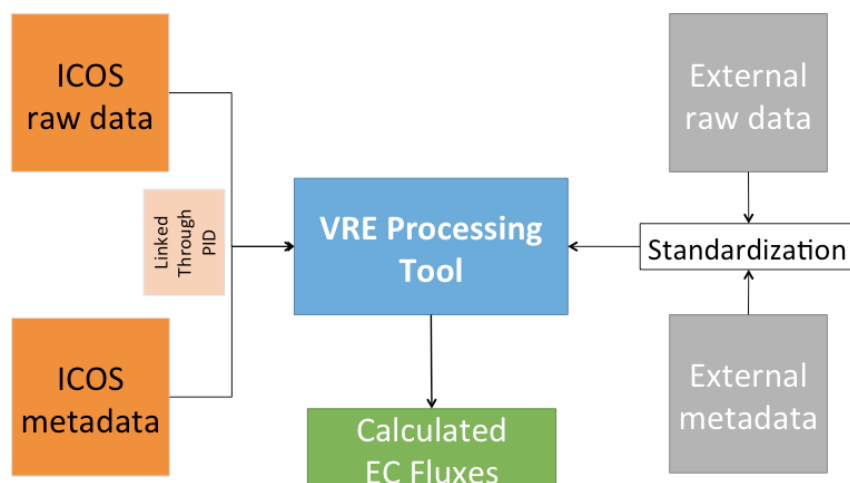 ICOS
raw data
External
raw data
Linked
Through
PID
VRE Processing
Tool
Standardization
ICOS
metadata
External
metadata
Calculated
EC Fluxes